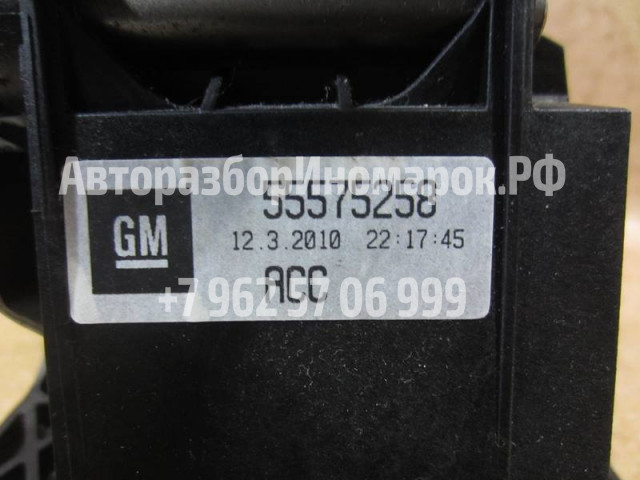 АвторазборИномарок.РФ
55575258
GM
12.3.2010 22:17:45
ACC
+7 962 97 06 999